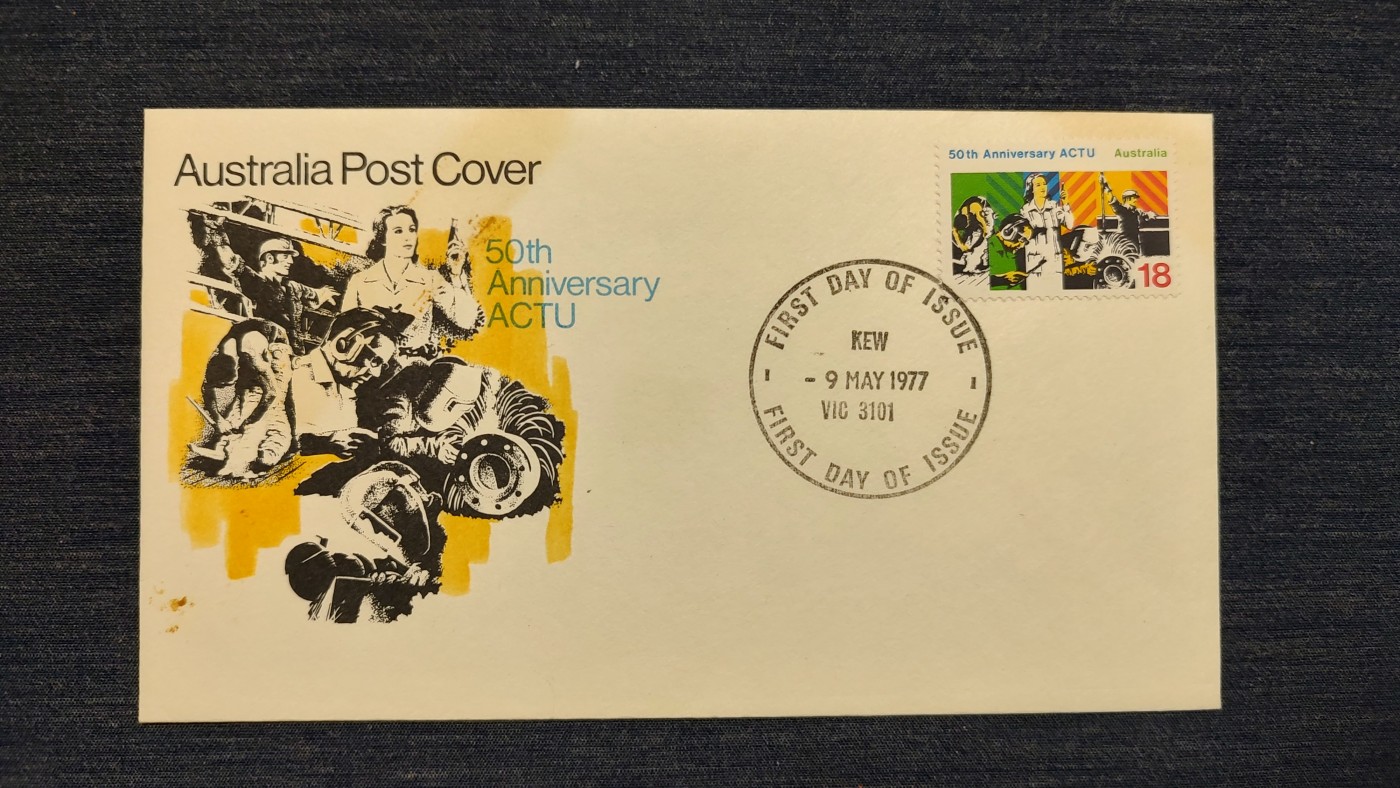 Australia Post Cover
50th
Anniversary
ACTU
50th Anniversary ACTU Australia
18
FIRST DAY OF ISSUE
KEW
- 9 MAY 1977
VIC 3101
FIRST DAY OF ISSUE